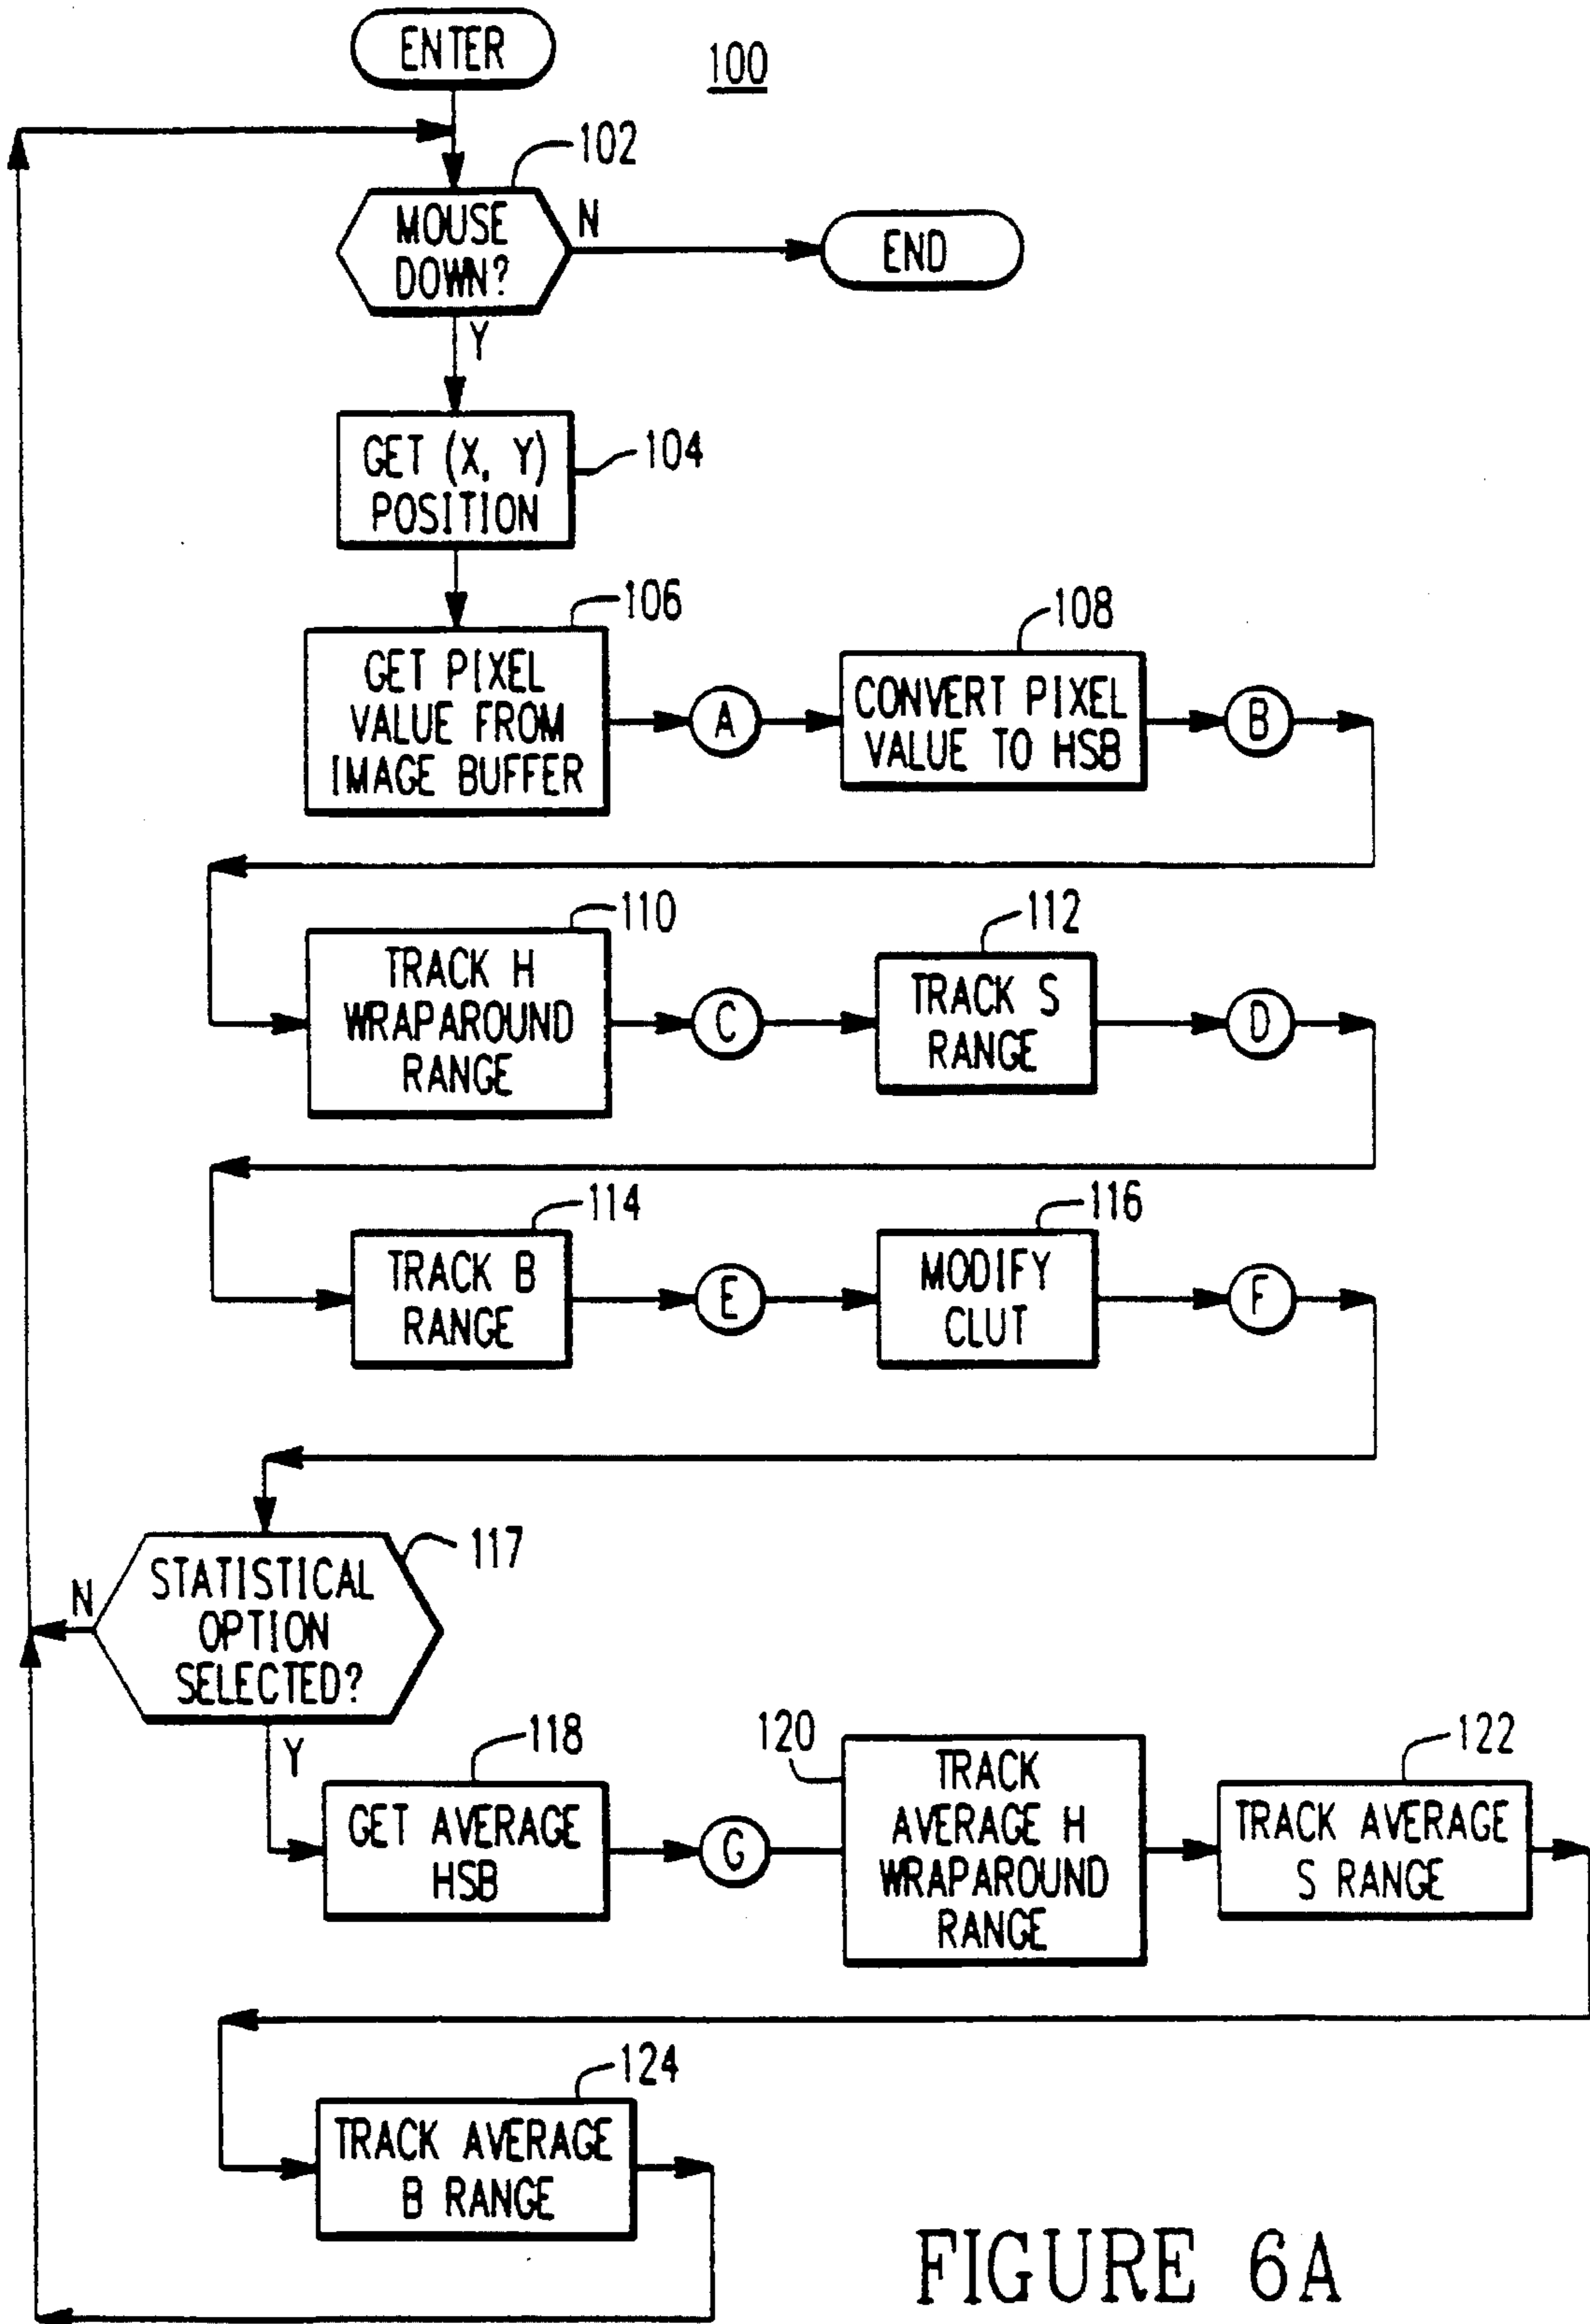 ENTER
100
102
MOUSE
DOWN?
N
END
Y
GET (X, Y)
POSITION
104
106
GET PIXEL
VALUE FROM
IMAGE BUFFER
A
108
CONVERT PIXEL
VALUE TO HSB
B
110
TRACK H
WRAPAROUND
RANGE
C
112
TRACK S
RANGE
D
114
TRACK B
RANGE
E
116
MODIFY
CLUT
F
117
STATISTICAL
OPTION
SELECTED?
N
Y
118
GET AVERAGE
HSB
G
120
TRACK
AVERAGE H
WRAPAROUND
RANGE
122
TRACK AVERAGE
S RANGE
124
TRACK AVERAGE
B RANGE
FIGURE 6A